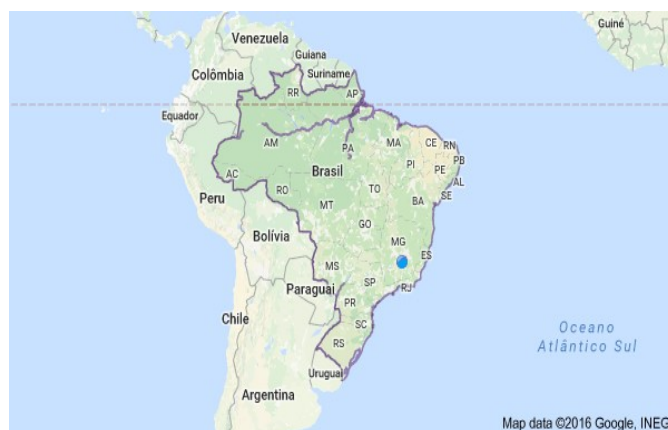 Guiné
Venezuela
Guiana
Suriname
Colômbia
RR
AP
Equador
AM
PA
MA
CE
RN
PB
Brasil
PI
PE
AL
AC
RO
TO
SE
Peru
MT
BA
GO
Bolívia
MG
ES
MS
SP
RJ
Paraguai
PR
Chile
SC
Oceano
Atlântico Sul
RS
Uruguai
Argentina
Map data ©2016 Google, INEG